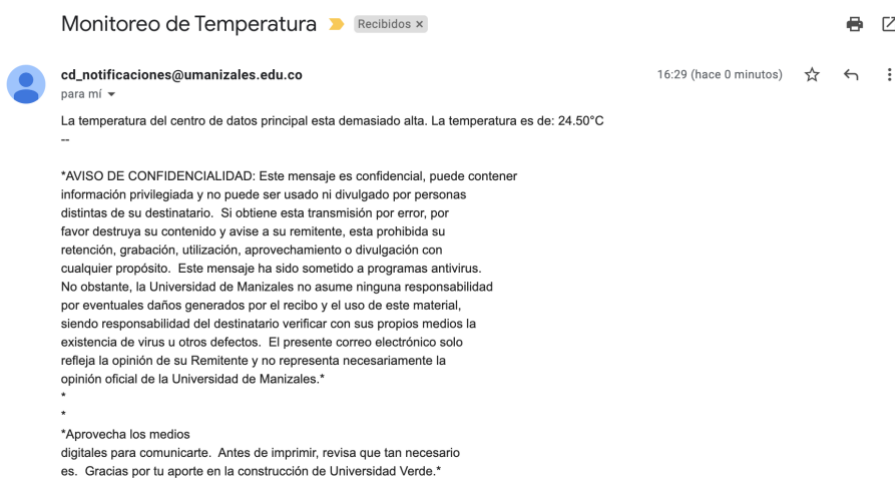 Monitoreo de Temperatura Recibidos ×
cd_notificaciones@umanizales.edu.co 16:29 (hace 0 minutos)
para mí
La temperatura del centro de datos principal esta demasiado alta. La temperatura es de: 24.50°C
--
*AVISO DE CONFIDENCIALIDAD: Este mensaje es confidencial, puede contener
información privilegiada y no puede ser usado ni divulgado por personas
distintas de su destinatario.  Si obtiene esta transmisión por error, por
favor destruya su contenido y avise a su remitente, esta prohibida su
retención, grabación, utilización, aprovechamiento o divulgación con
cualquier propósito.  Este mensaje ha sido sometido a programas antivirus.
No obstante, la Universidad de Manizales no asume ninguna responsabilidad
por eventuales daños generados por el recibo y el uso de este material,
siendo responsabilidad del destinatario verificar con sus propios medios la
existencia de virus u otros defectos.  El presente correo electrónico solo
refleja la opinión de su Remitente y no representa necesariamente la
opinión oficial de la Universidad de Manizales.*
*
*
*Aprovecha los medios
digitales para comunicarte.  Antes de imprimir, revisa que tan necesario
es.  Gracias por tu aporte en la construcción de Universidad Verde.*